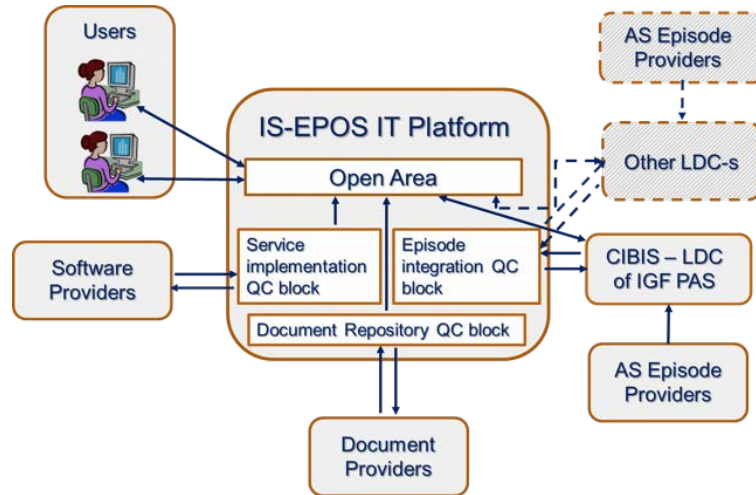 Users
AS Episode
Providers
IS-EPOS IT Platform
Other LDC-s
Open Area
Service
implementation
QC block
Episode
integration QC
block
Software
Providers
CIBIS – LDC
of IGF PAS
Document Repository QC block
AS Episode
Providers
Document
Providers